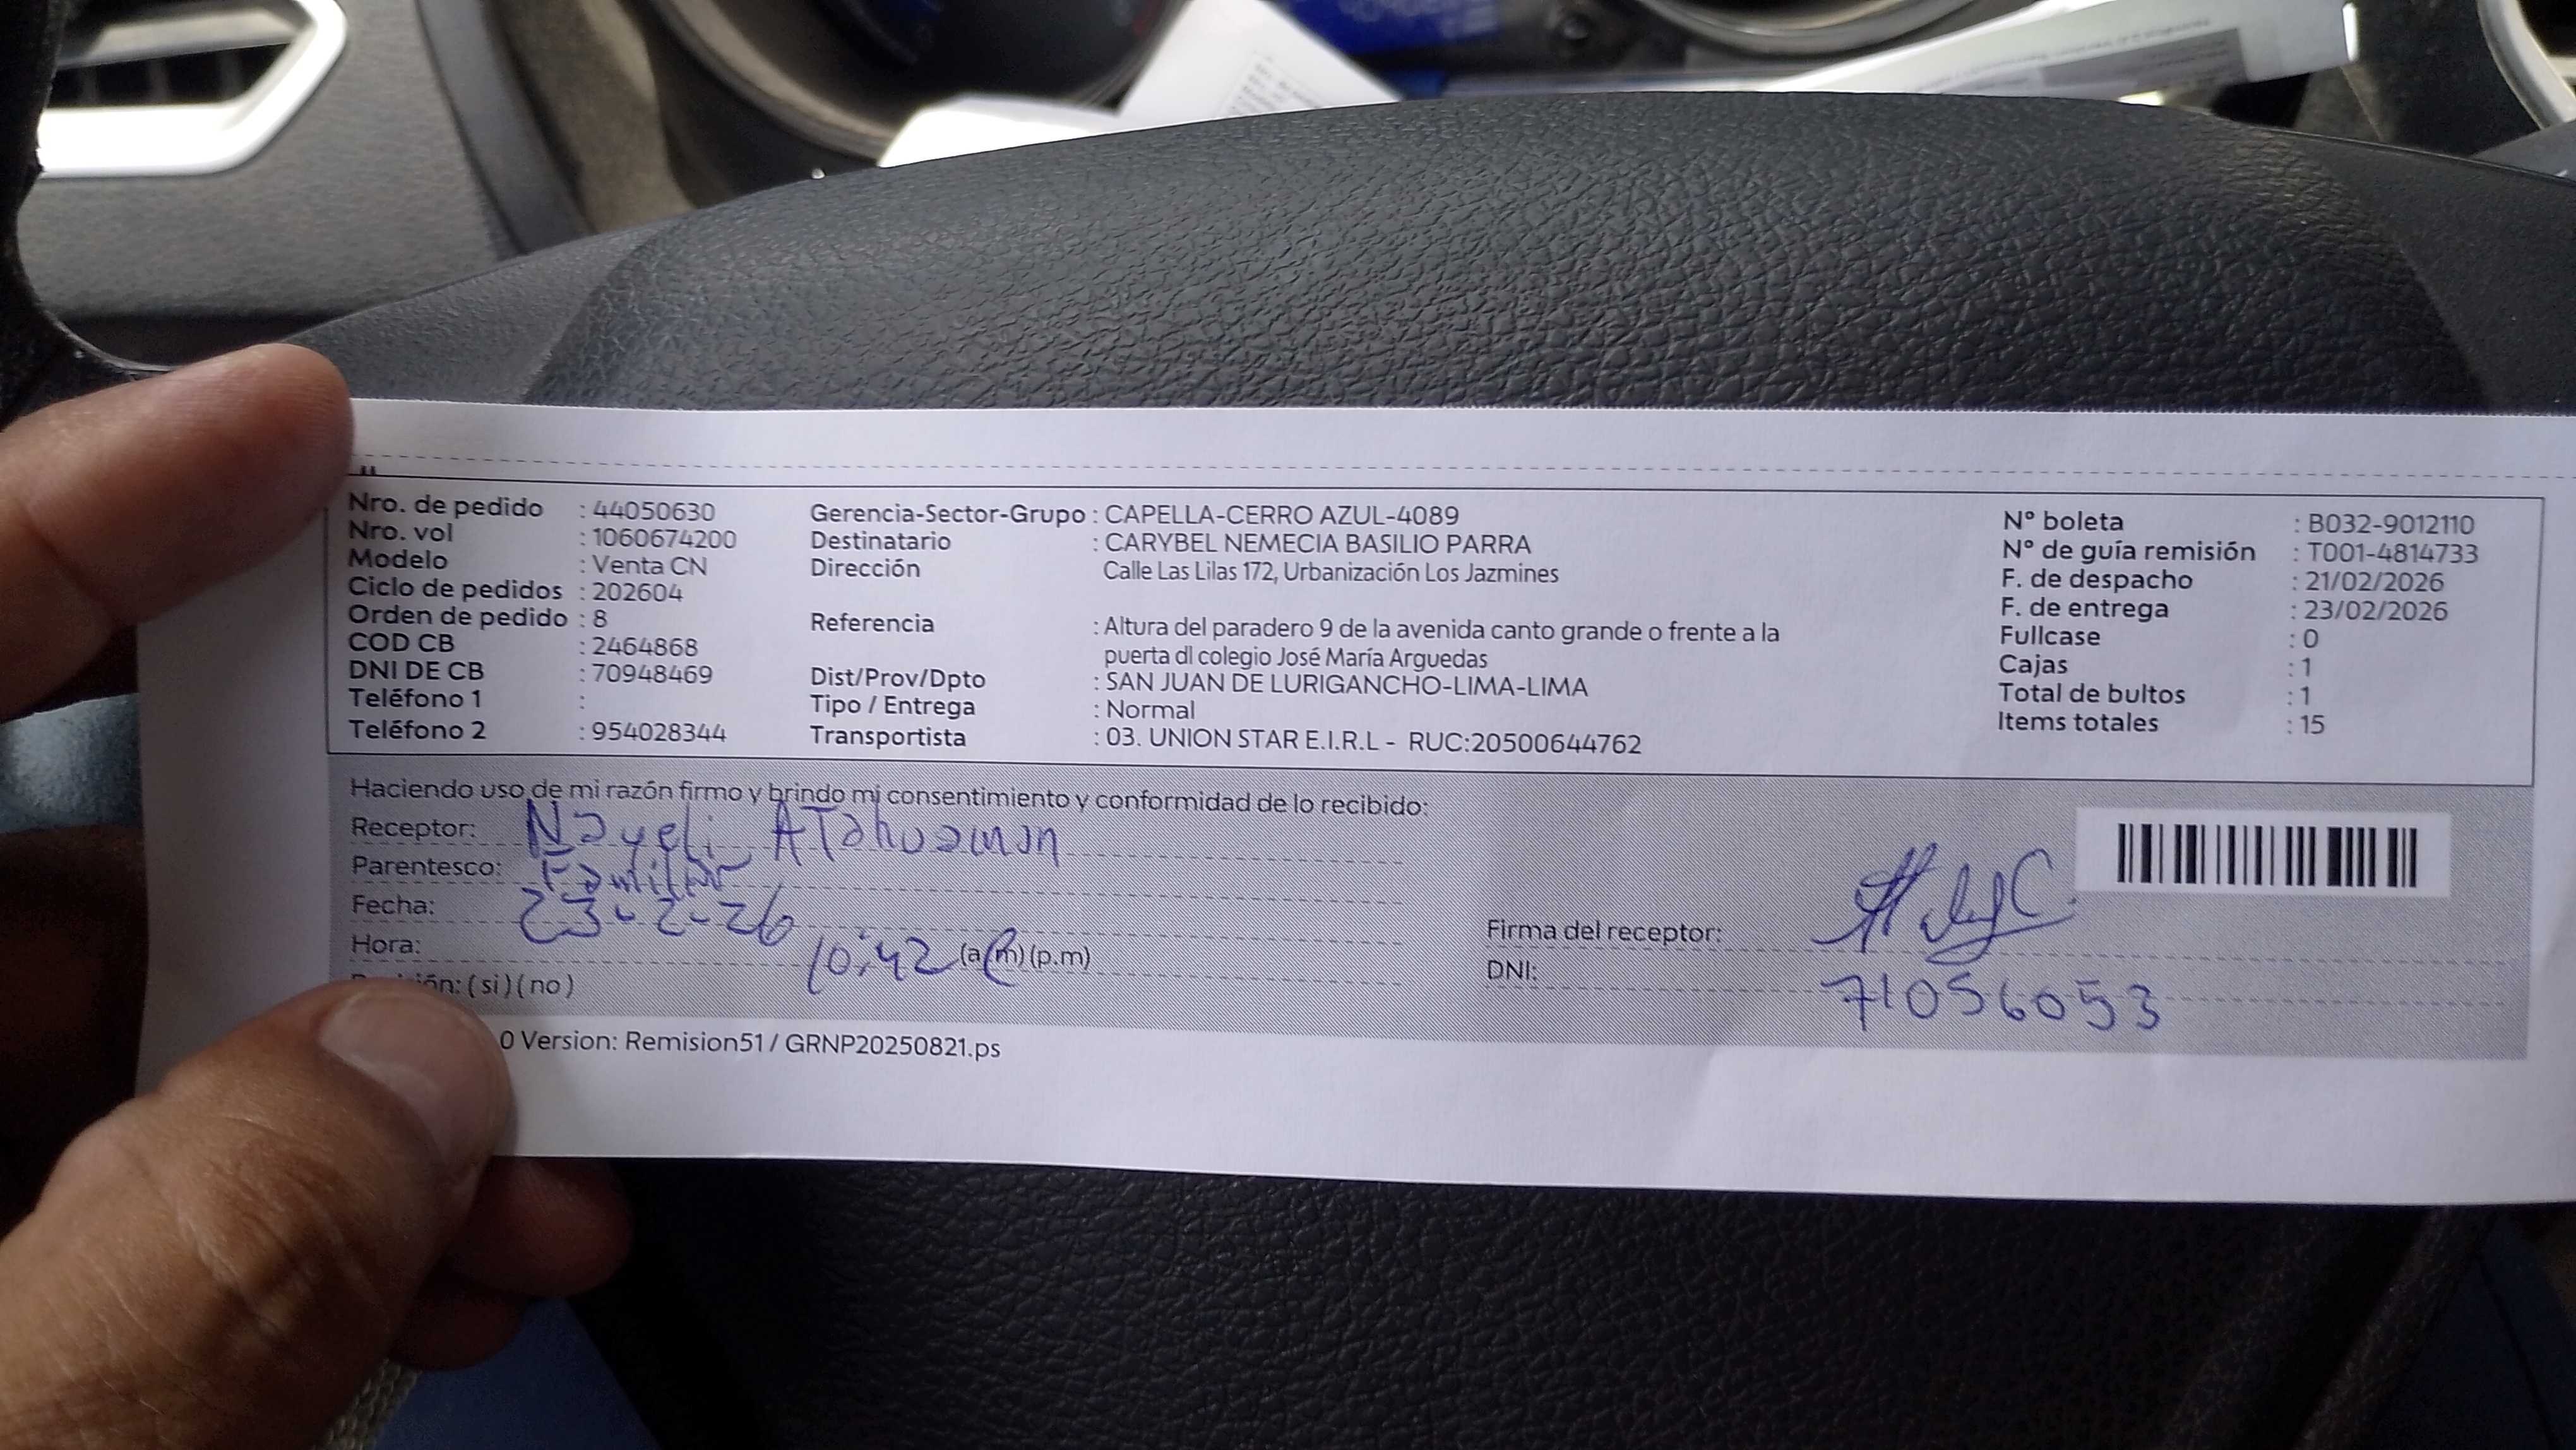 Nro. de pedido : 44050630
Nro. vol : 1060674200
Modelo : Venta CN
Ciclo de pedidos : 202604
Orden de pedido : 8
COD CB : 2464868
DNI DE CB : 70948469
Teléfono 1 :
Teléfono 2 : 954028344
Gerencia-Sector-Grupo : CAPELLA-CERRO AZUL-4089
Destinatario : CARYBEL NEMECIA BASILIO PARRA
Dirección Calle Las Lilas 172, Urbanización Los Jazmines
Referencia : Altura del paradero 9 de la avenida canto grande o frente a la
puerta dl colegio José María Arguedas
Dist/Prov/Dpto : SAN JUAN DE LURIGANCHO-LIMA-LIMA
Tipo / Entrega : Normal
Transportista : 03. UNION STAR E.I.R.L - RUC:20500644762
N° boleta : B032-9012110
N° de guía remisión : T001-4814733
F. de despacho : 21/02/2026
F. de entrega : 23/02/2026
Fullcase : 0
Cajas : 1
Total de bultos : 1
Items totales : 15
Haciendo uso de mi razón firmo y brindo mi consentimiento y conformidad de lo recibido:
Receptor: Nayeli ATahuaman
Parentesco: Familiar
Fecha: 23-2-26
Hora: 10:42 (a.m) (p.m)
(si) (no)
Firma del receptor:
DNI: 71056053
0 Version: Remision51 / GRNP20250821.ps